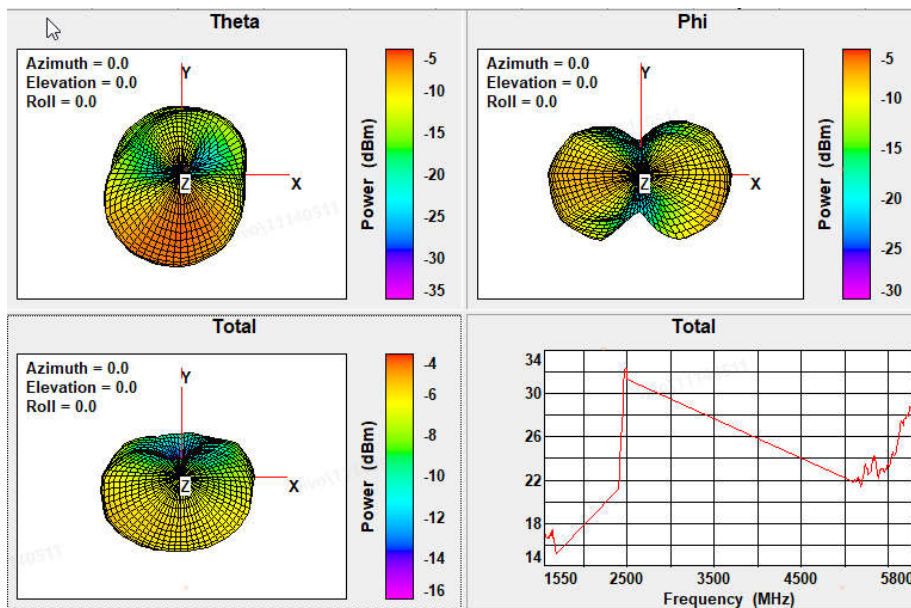 Theta
Azimuth = 0.0
Elevation = 0.0
Roll = 0.0
Y
X
Z
Power (dBm)
-5
-10
-15
-20
-25
-30
-35
Phi
Azimuth = 0.0
Elevation = 0.0
Roll = 0.0
Y
X
Z
Power (dBm)
-5
-10
-15
-20
-25
-30
Total
Azimuth = 0.0
Elevation = 0.0
Roll = 0.0
Y
X
Z
Power (dBm)
-4
-6
-8
-10
-12
-14
-16
Total
34
30
26
22
18
14
1550
2500
3500
4500
5800
Frequency (MHz)